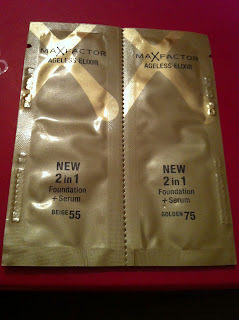 MAXFACTOR
AGELESS ELIXIR
NEW
2 in 1
Foundation
+ Serum
BEIGE 55
MAXFACTOR
AGELESS ELIXIR
NEW
2 in 1
Foundation
+ Serum
GOLDEN 75